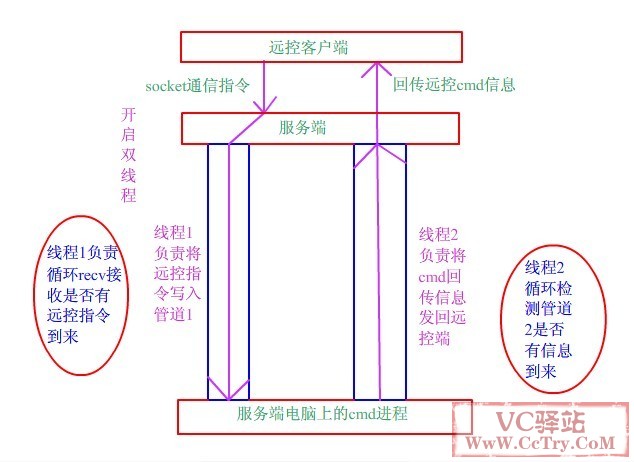 远控客户端
socket通信指令
回传远控cmd信息
开
启
双
线
程
服务端
线程1
负责将
远控指
令写入
管道1
线程2
负责将
cmd回
传信息
发回远
控端
线程1负责
循环recv接
收是否有
远控指令
到来
线程2
循环检
测管道
2是否
有信息
到来
服务端电脑上的cmd进程
VC驿站
WwW.CcTry.CoM